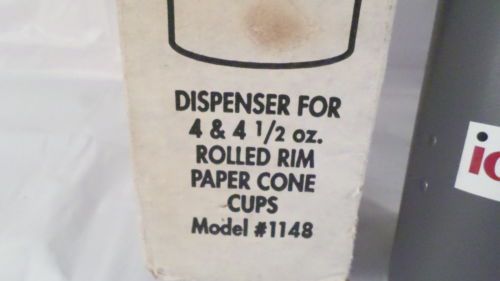 DISPENSER FOR
4 & 4 1/2 oz.
ROLLED RIM
PAPER CONE
CUPS
Model #1148